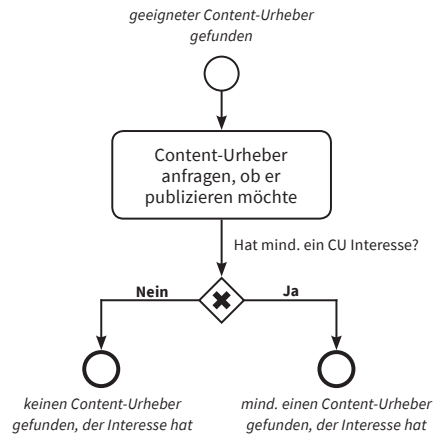 geeigneter Content-Urheber
gefunden
Content-Urheber
anfragen, ob er
publizieren möchte
Hat mind. ein CU Interesse?
Nein
Ja
keinen Content-Urheber
gefunden, der Interesse hat
mind. einen Content-Urheber
gefunden, der Interesse hat